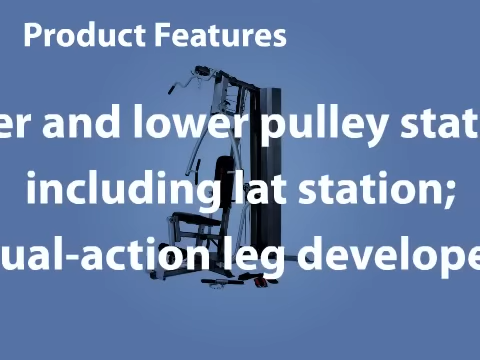 Product Features
er and lower pulley stat
including lat station;
ual-action leg develope